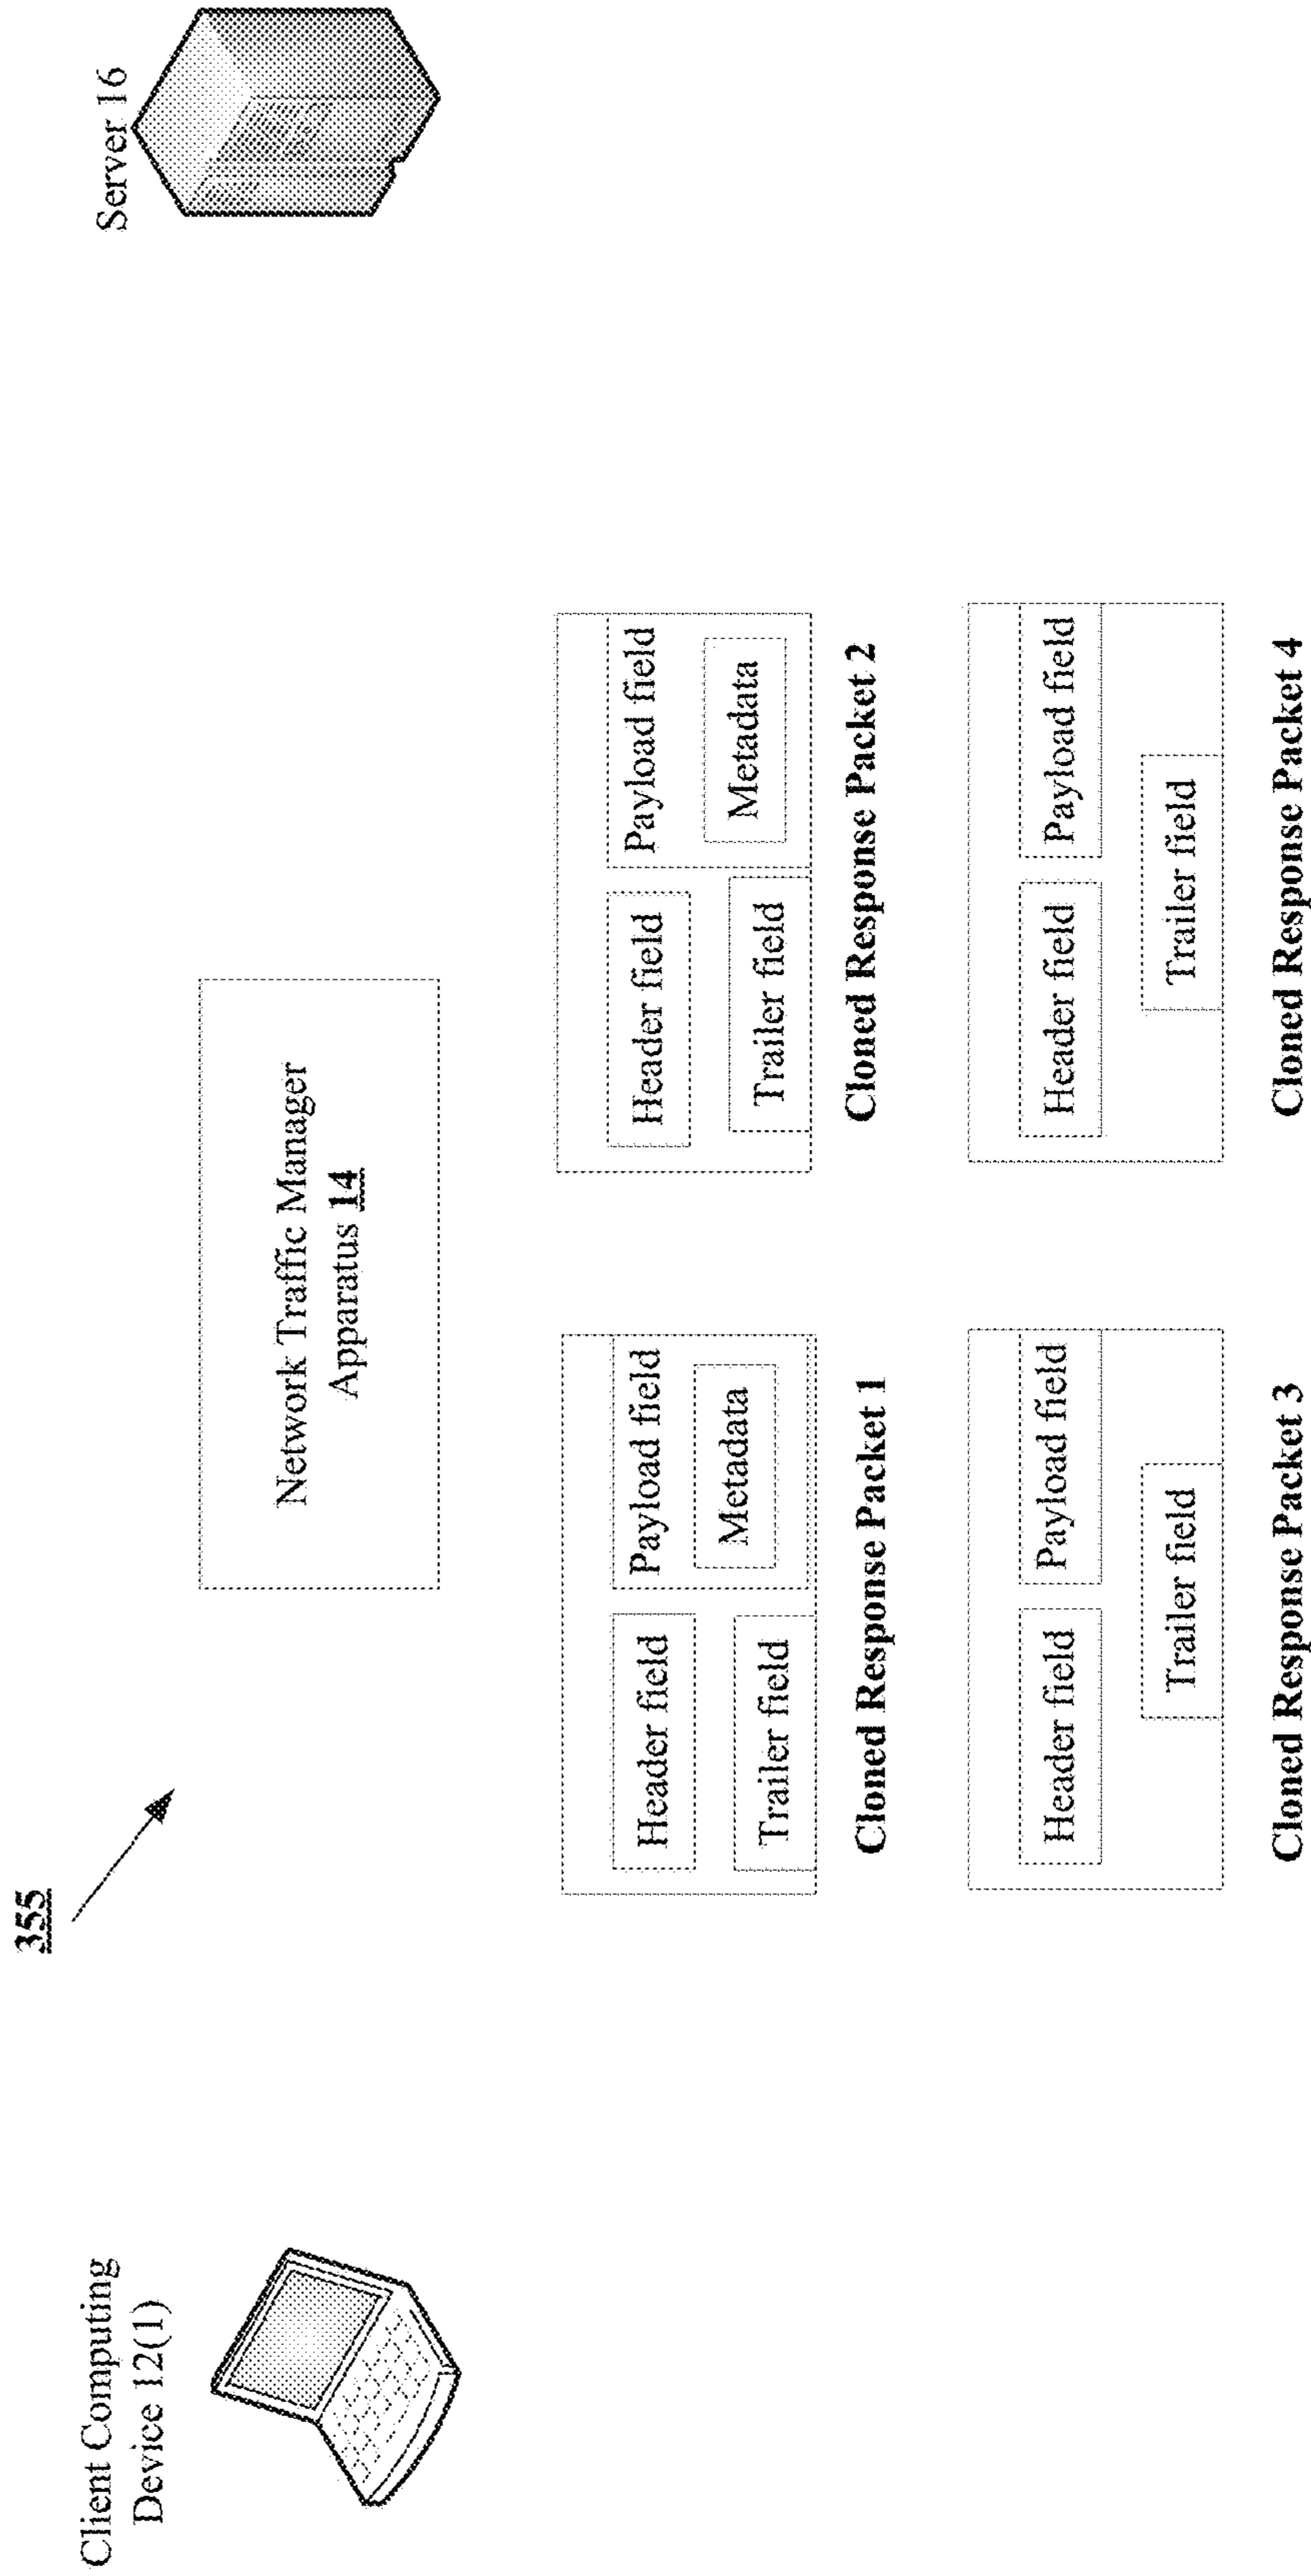 355
Client Computing
Device 12(1)
Network Traffic Manager
Apparatus 14
Server 16
Header field
Payload field
Metadata
Trailer field
Cloned Response Packet 1
Header field
Payload field
Metadata
Trailer field
Cloned Response Packet 2
Header field
Payload field
Trailer field
Cloned Response Packet 3
Header field
Payload field
Trailer field
Cloned Response Packet 4